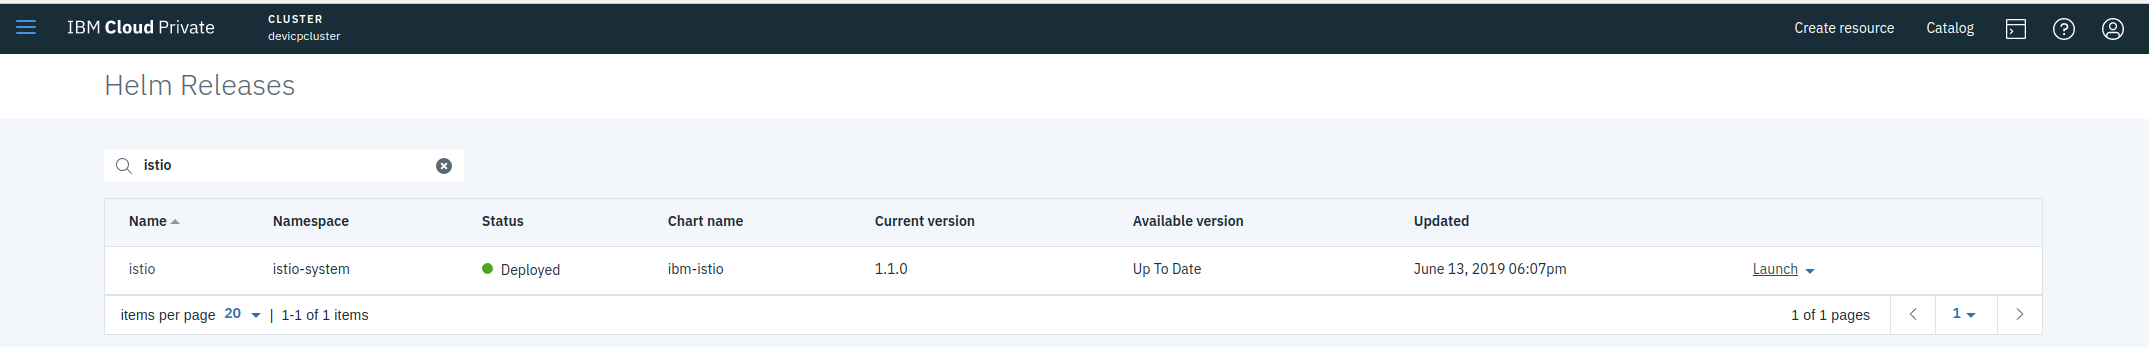 IBM Cloud Private
CLUSTER
devicpcluster
Create resource
Catalog
Helm Releases
istio
Name Namespace Status Chart name Current version Available version Updated
istio istio-system Deployed ibm-istio 1.1.0 Up To Date June 13, 2019 06:07pm Launch
items per page 20 | 1-1 of 1 items 1 of 1 pages 1